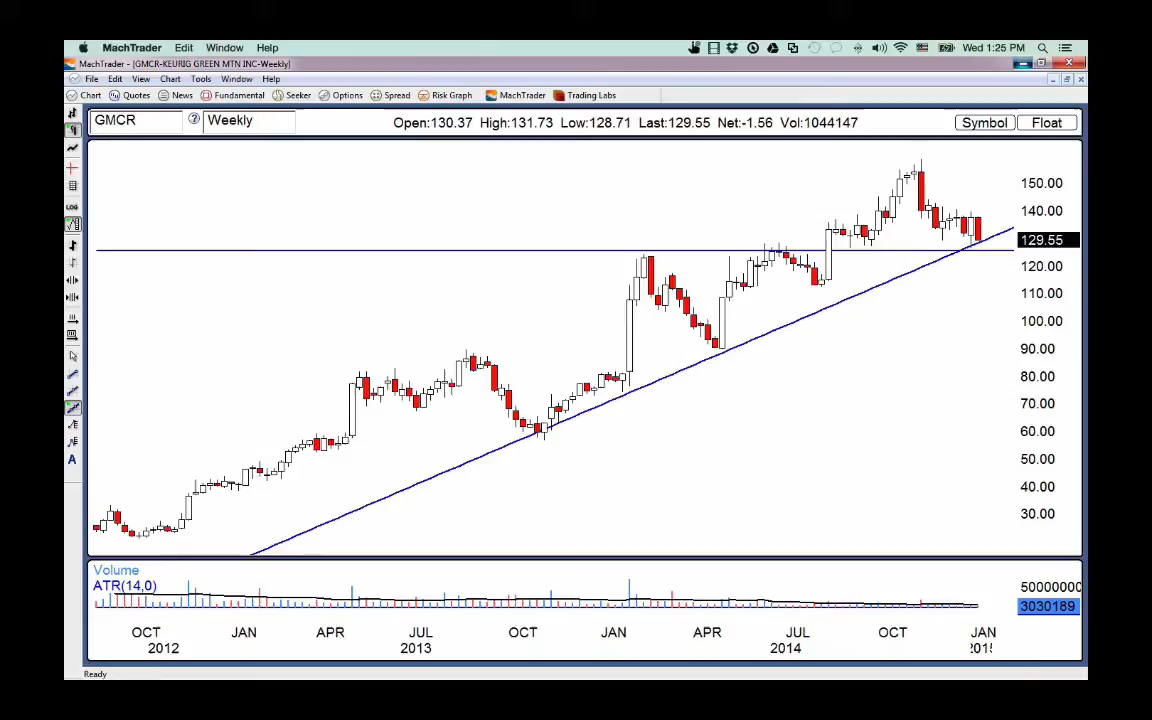 MachTrader Edit Window Help Wed 1:25 PM
MachTrader - [GMCR-KEURIG GREEN MTN INC-Weekly]
File Edit View Chart Tools Window Help
Chart Quotes News Fundamental Seeker Options Spread Risk Graph MachTrader Trading Labs
GMCR Weekly Open:130.37 High:131.73 Low:128.71 Last:129.55 Net:-1.56 Vol:1044147 Symbol Float
LOG
A
150.00
140.00
129.55
120.00
110.00
100.00
90.00
80.00
70.00
60.00
50.00
40.00
30.00
Volume
ATR(14,0)
50000000
3030189
OCT JAN APR JUL OCT JAN APR JUL OCT JAN
2012 2013 2014 2015
Ready